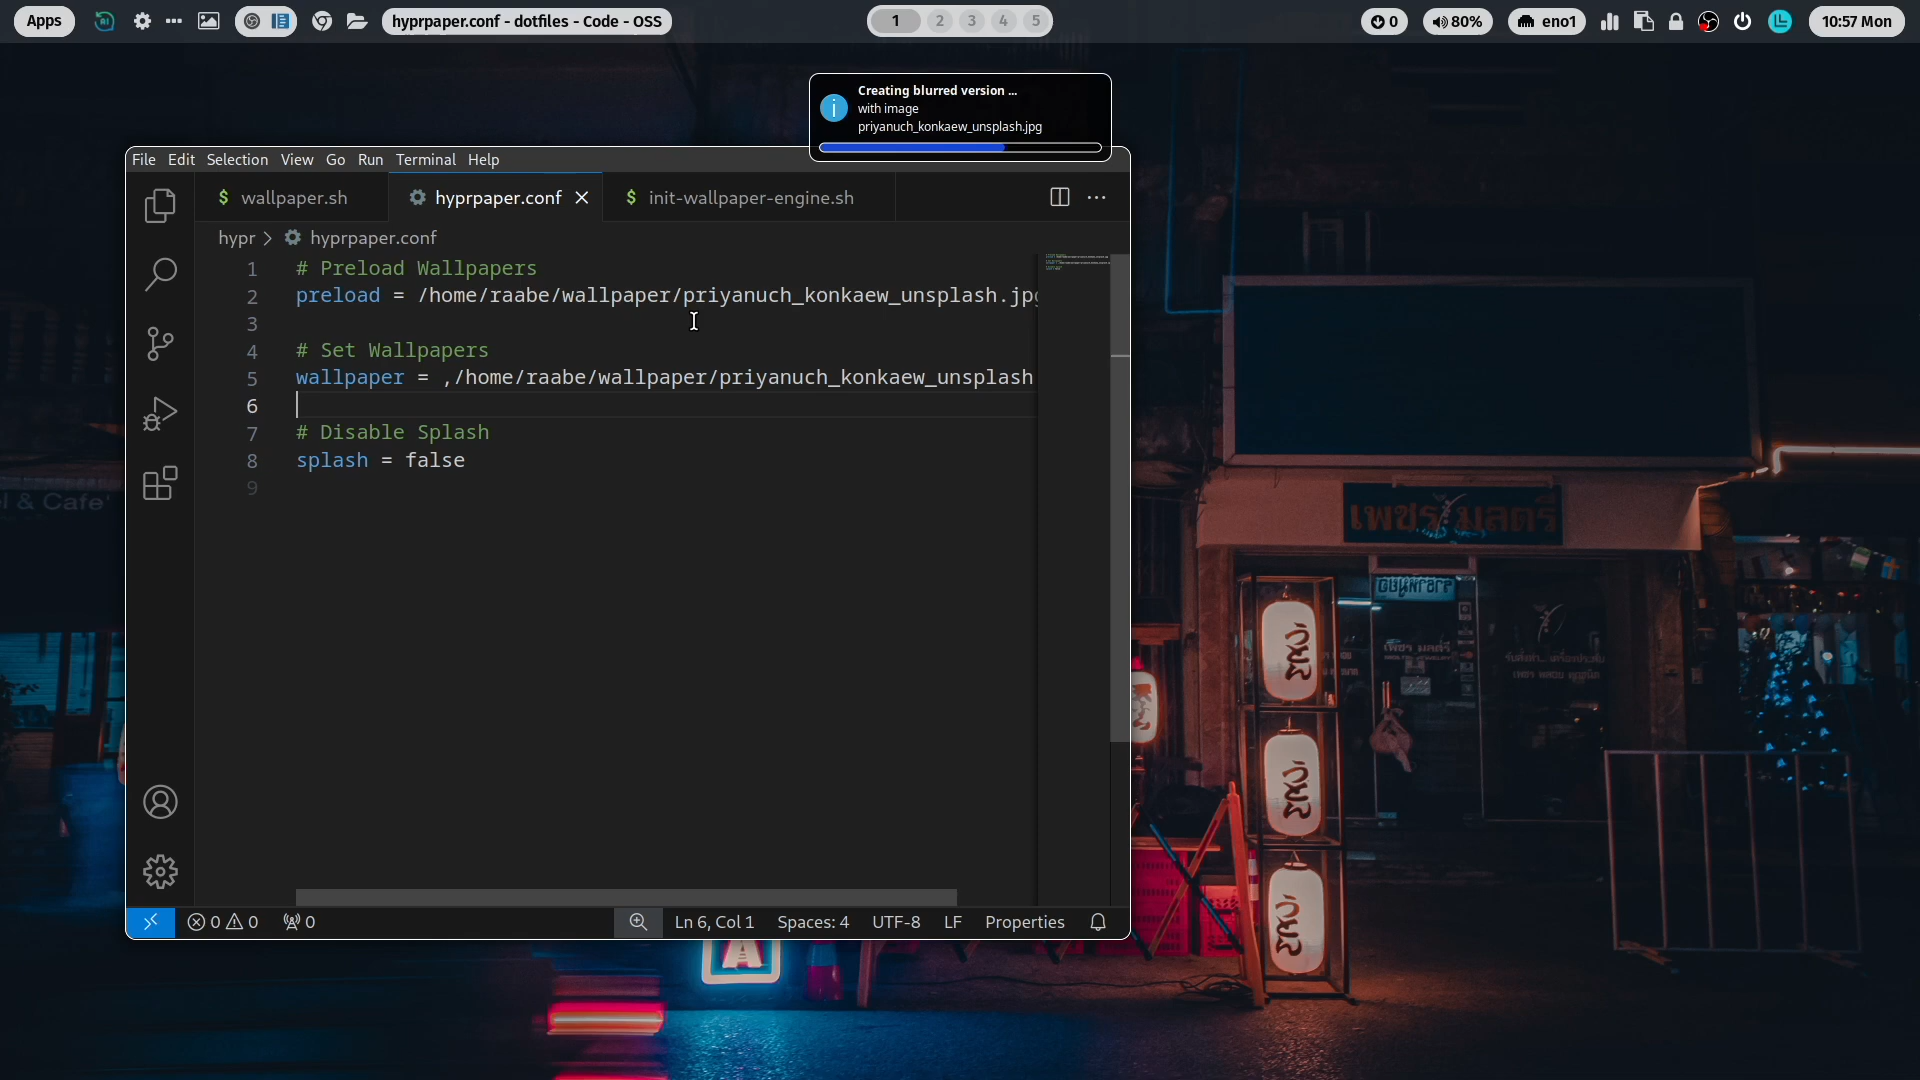 Apps
AI
hyprpaper.conf - dotfiles - Code - OSS
1 2 3 4 5
0
80%
eno1
10:57 Mon
Creating blurred version ...
with image
priyanuch_konkaew_unsplash.jpg
File Edit Selection View Go Run Terminal Help
$ wallpaper.sh
hyprpaper.conf
$ init-wallpaper-engine.sh
hypr > hyprpaper.conf
1 # Preload Wallpapers
2 preload = /home/raabe/wallpaper/priyanuch_konkaew_unsplash.jpg
3
4 # Set Wallpapers
5 wallpaper = ,/home/raabe/wallpaper/priyanuch_konkaew_unsplash
6
7 # Disable Splash
8 splash = false
9
l & Cafe'
0 0 0 Ln 6, Col 1 Spaces: 4 UTF-8 LF Properties
A